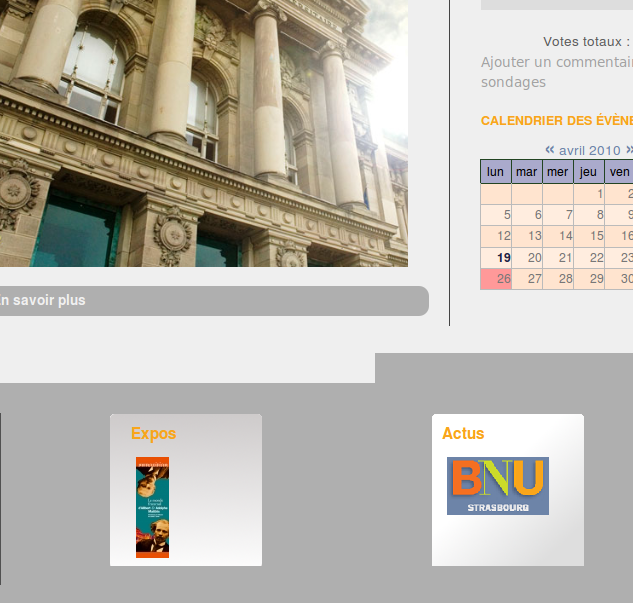 Votes totaux :
Ajouter un commentair
sondages
CALENDRIER DES ÉVÈNE
« avril 2010 »
lun mar mer jeu ven
1 2
5 6 7 8 9
12 13 14 15 16
19 20 21 22 23
26 27 28 29 30
n savoir plus
Expos
Actus
BNU
STRASBOURG